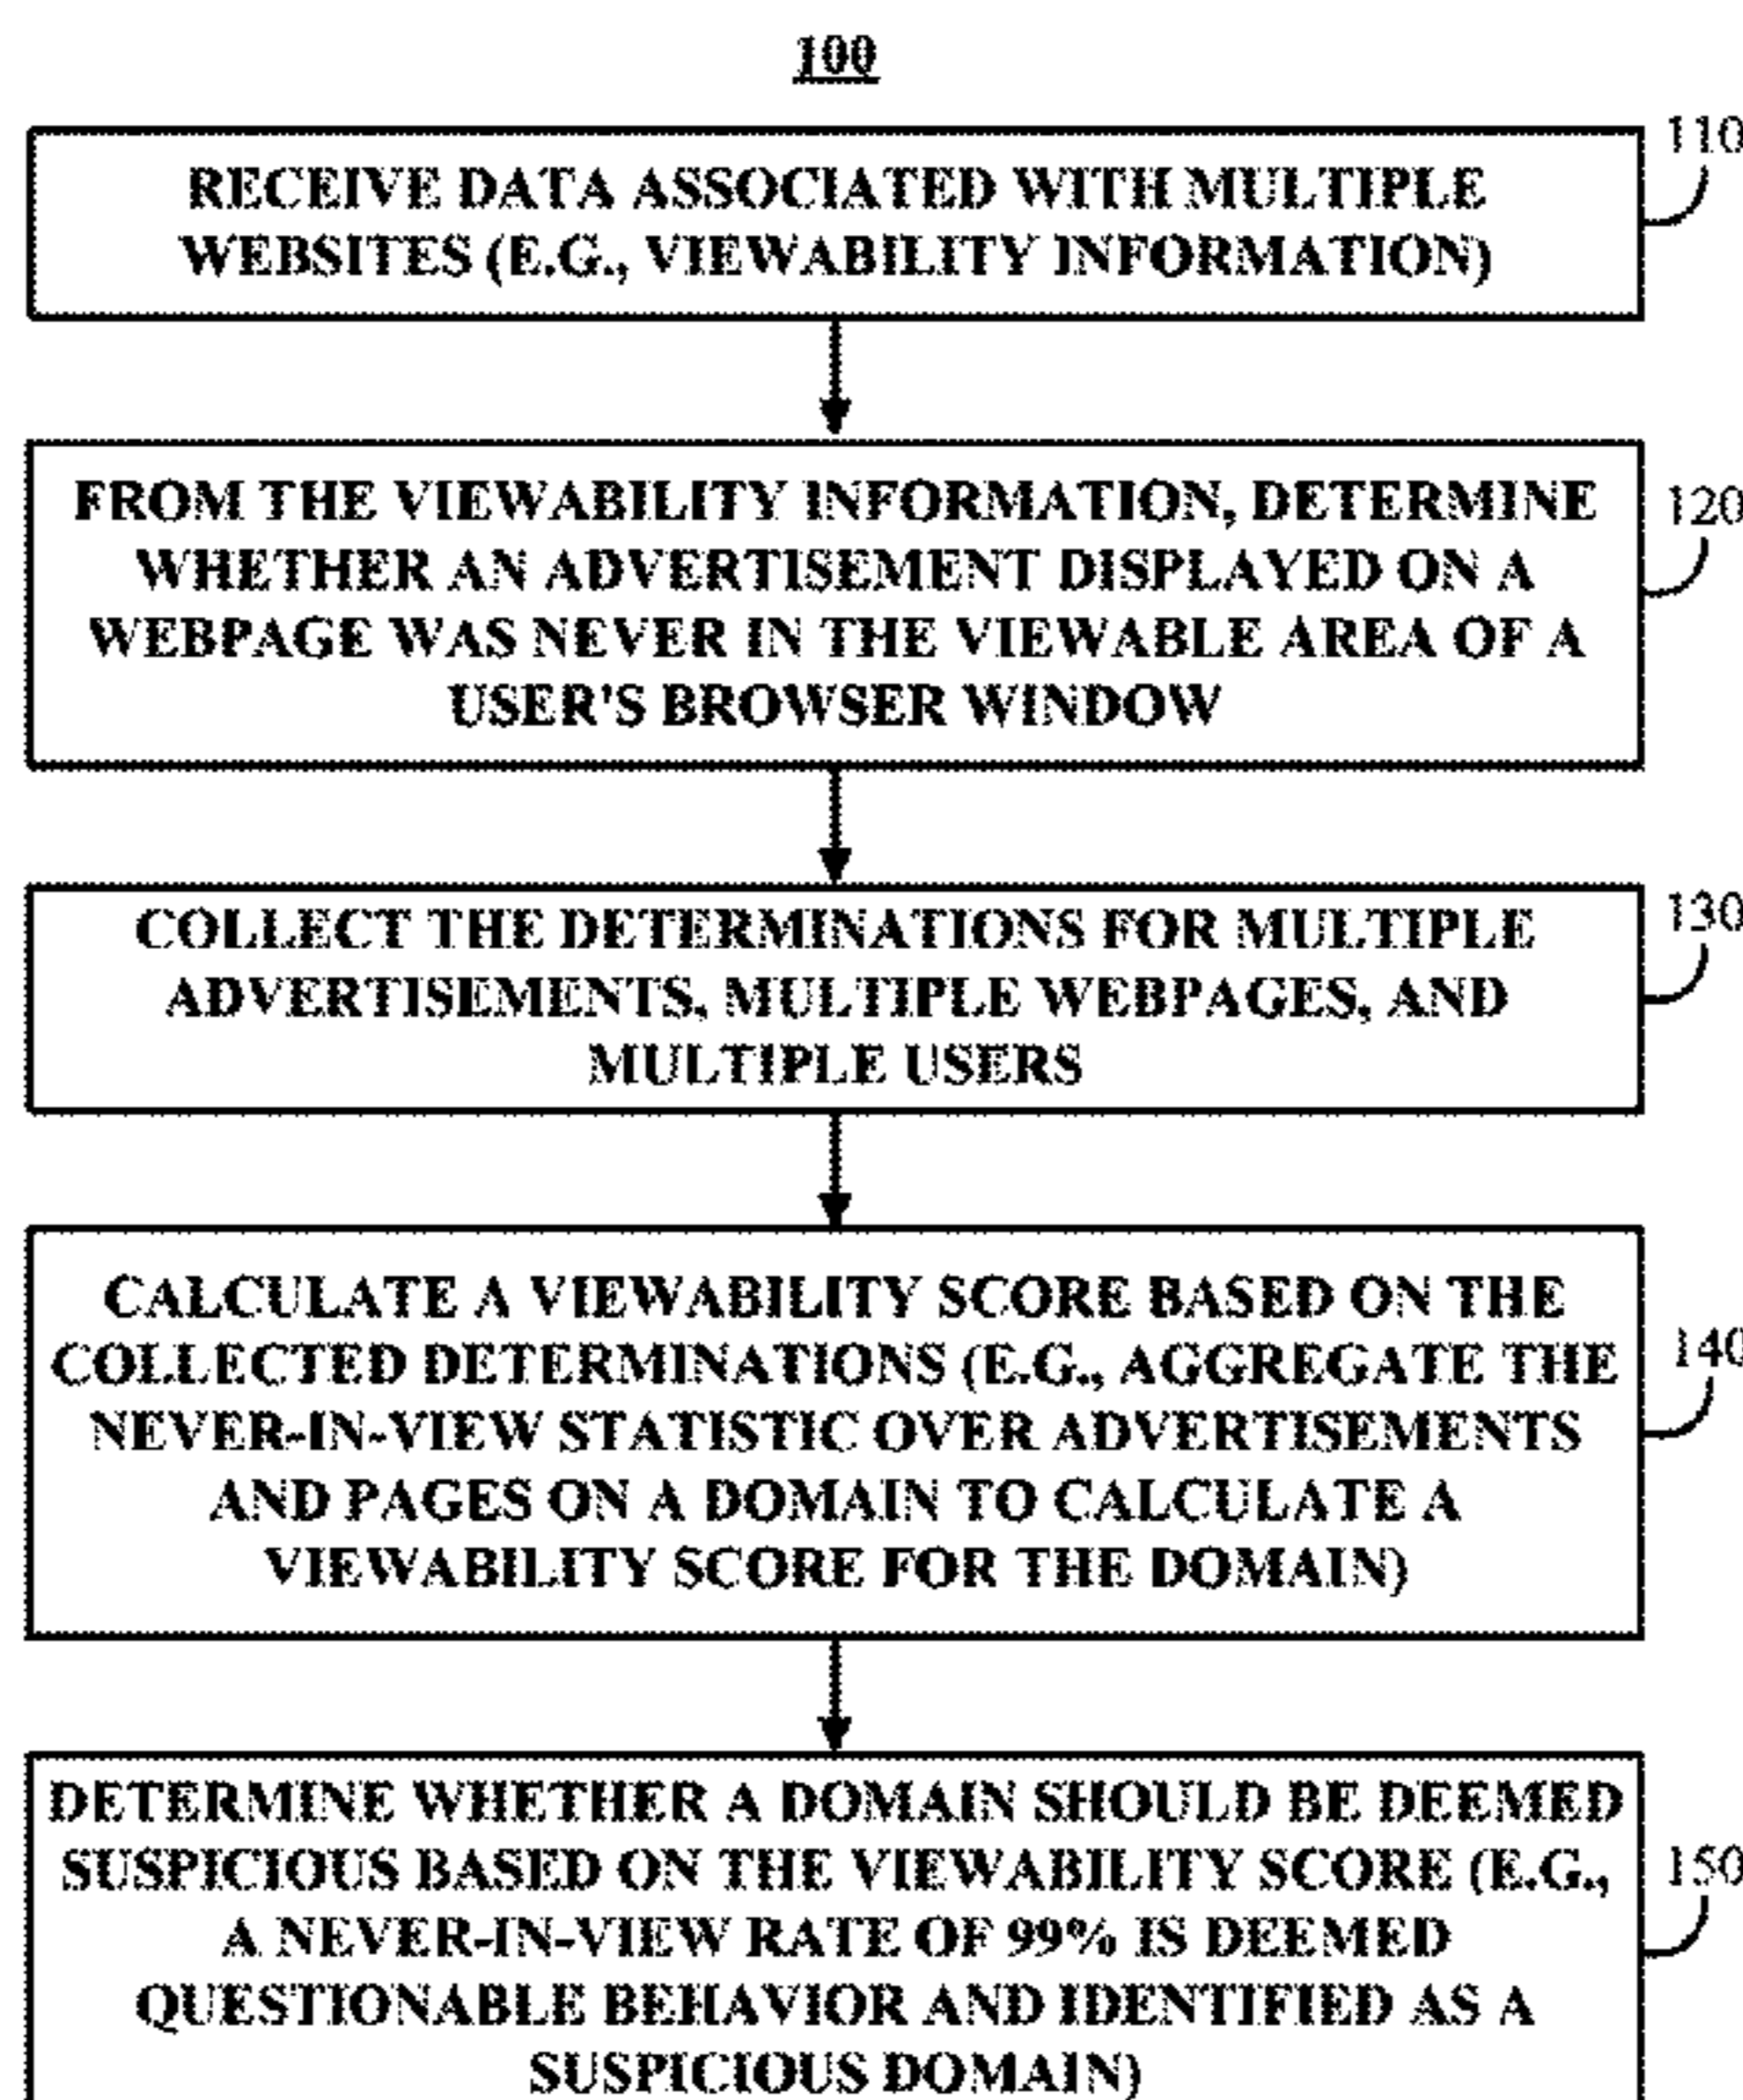 100
110
RECEIVE DATA ASSOCIATED WITH MULTIPLE
WEBSITES (E.G., VIEWABILITY INFORMATION)
120
FROM THE VIEWABILITY INFORMATION, DETERMINE
WHETHER AN ADVERTISEMENT DISPLAYED ON A
WEBPAGE WAS NEVER IN THE VIEWABLE AREA OF A
USER'S BROWSER WINDOW
130
COLLECT THE DETERMINATIONS FOR MULTIPLE
ADVERTISEMENTS, MULTIPLE WEBPAGES, AND
MULTIPLE USERS
140
CALCULATE A VIEWABILITY SCORE BASED ON THE
COLLECTED DETERMINATIONS (E.G., AGGREGATE THE
NEVER-IN-VIEW STATISTIC OVER ADVERTISEMENTS
AND PAGES ON A DOMAIN TO CALCULATE A
VIEWABILITY SCORE FOR THE DOMAIN)
150
DETERMINE WHETHER A DOMAIN SHOULD BE DEEMED
SUSPICIOUS BASED ON THE VIEWABILITY SCORE (E.G.,
A NEVER-IN-VIEW RATE OF 99% IS DEEMED
QUESTIONABLE BEHAVIOR AND IDENTIFIED AS A
SUSPICIOUS DOMAIN)